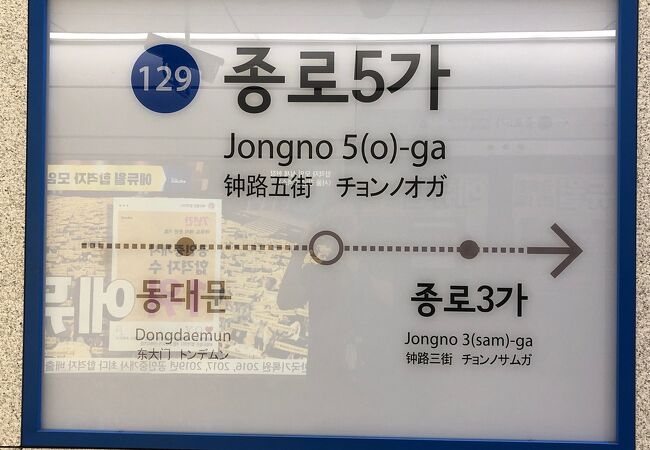 129 종로5가
Jongno 5(o)-ga
钟路五街 チョンノオガ
동대문
Dongdaemun
东大门 トンデムン
종로3가
Jongno 3(sam)-ga
钟路三街 チョンノサムガ